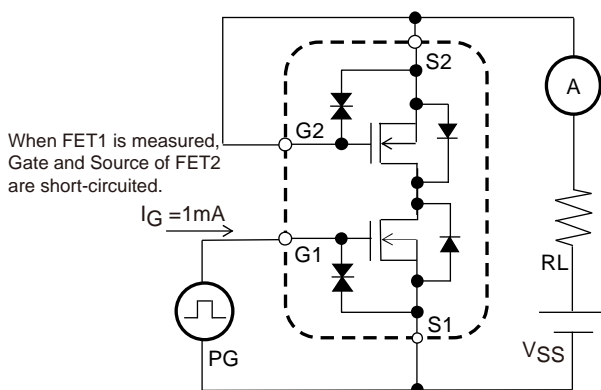 S2
A
G2
When FET1 is measured,
Gate and Source of FET2
are short-circuited.
IG =1mA
G1
RL
S1
VSS
PG